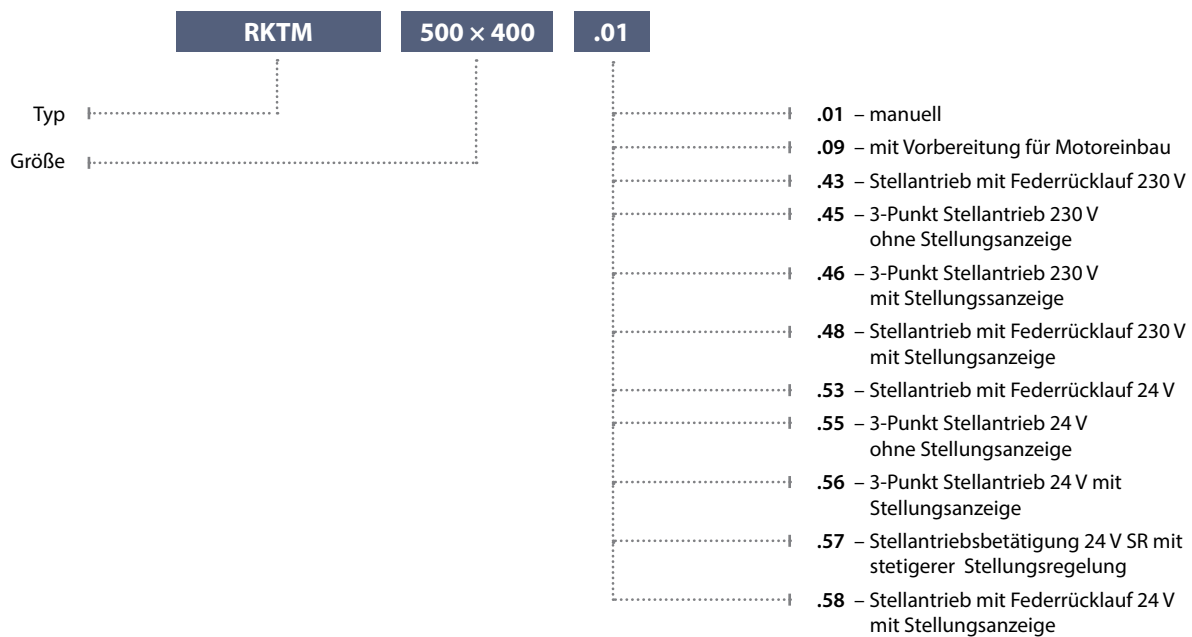 RKTM 500 × 400 .01
Typ
Größe
.01 – manuell
.09 – mit Vorbereitung für Motoreinbau
.43 – Stellantrieb mit Federrücklauf 230 V
.45 – 3-Punkt Stellantrieb 230 V
ohne Stellungsanzeige
.46 – 3-Punkt Stellantrieb 230 V
mit Stellungssanzeige
.48 – Stellantrieb mit Federrücklauf 230 V
mit Stellungsanzeige
.53 – Stellantrieb mit Federrücklauf 24 V
.55 – 3-Punkt Stellantrieb 24 V
ohne Stellungsanzeige
.56 – 3-Punkt Stellantrieb 24 V mit
Stellungsanzeige
.57 – Stellantriebsbetätigung 24 V SR mit
stetigerer Stellungsregelung
.58 – Stellantrieb mit Federrücklauf 24 V
mit Stellungsanzeige